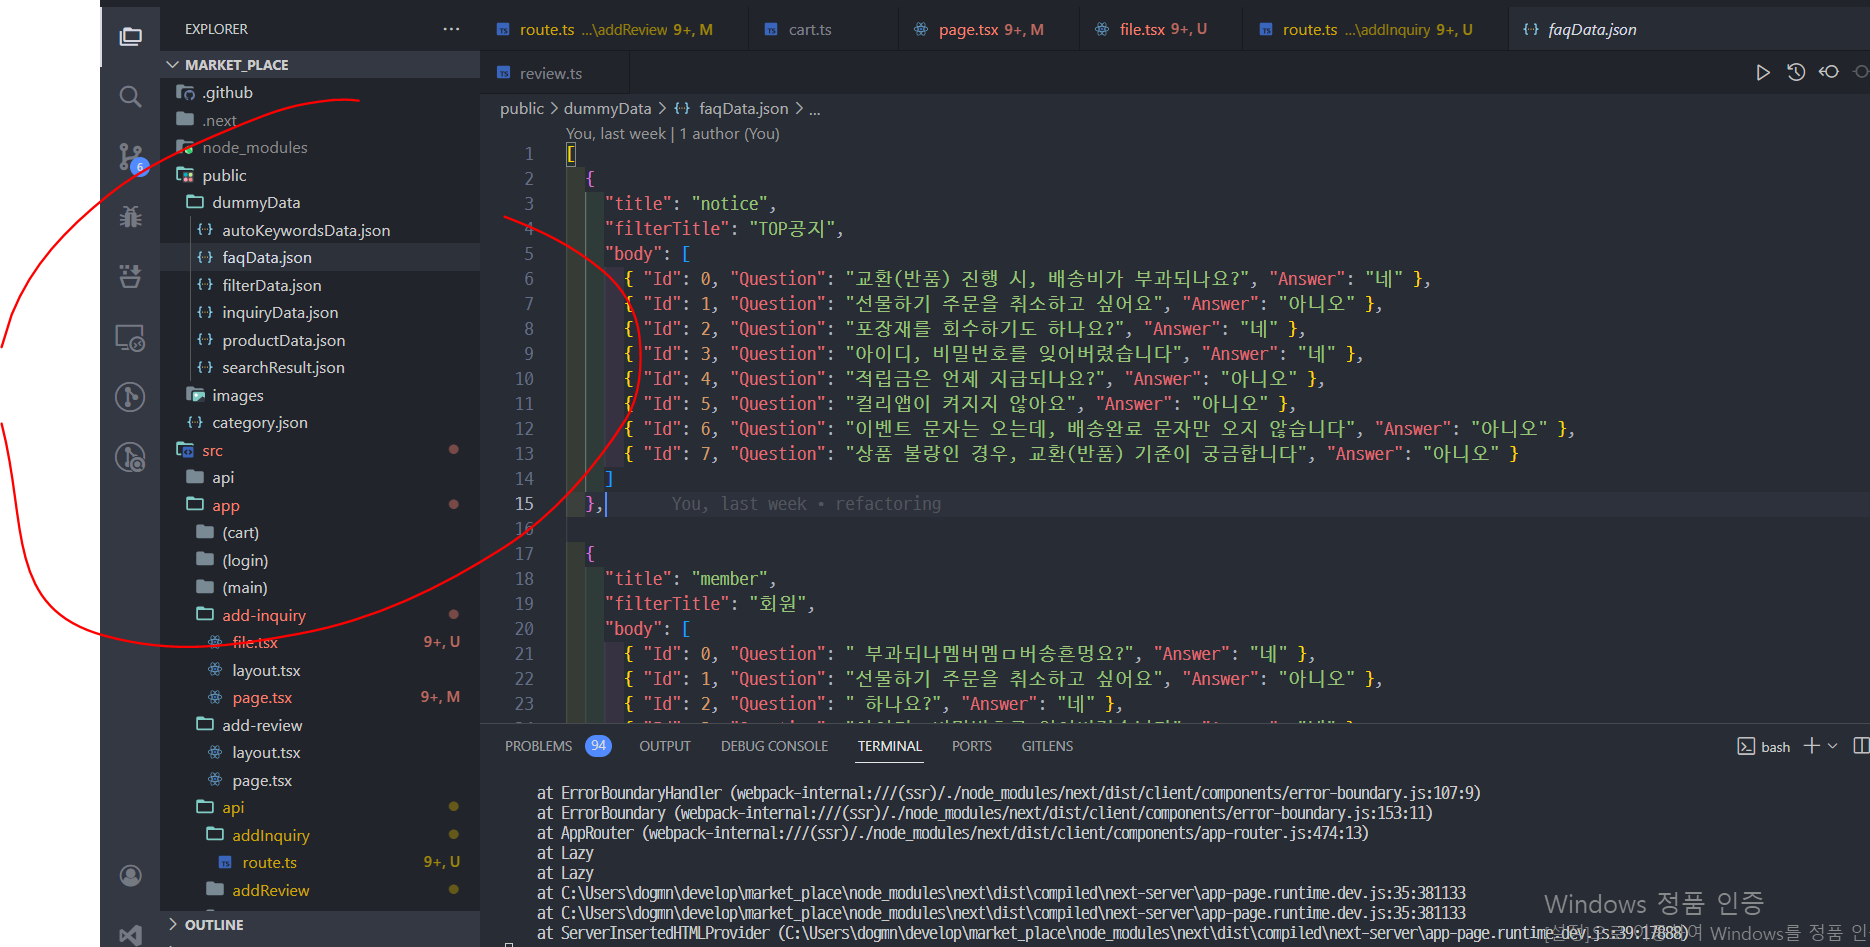 EXPLORER
MARKET_PLACE
.github
.next
node_modules
public
dummyData
autoKeywordsData.json
faqData.json
filterData.json
inquiryData.json
productData.json
searchResult.json
images
category.json
src
api
app
(cart)
(login)
(main)
add-inquiry
file.tsx 9+, U
layout.tsx
page.tsx 9+, M
add-review
layout.tsx
page.tsx
api
addInquiry
route.ts 9+, U
addReview
OUTLINE
6
route.ts ...\addReview 9+, M
cart.ts
page.tsx 9+, M
file.tsx 9+, U
route.ts ...\addInquiry 9+, U
faqData.json
review.ts
public > dummyData > faqData.json > ...
You, last week | 1 author (You)
1 [
2 {
3 "title": "notice",
4 "filterTitle": "TOP공지",
5 "body": [
6 { "Id": 0, "Question": "교환(반품) 진행 시, 배송비가 부과되나요?", "Answer": "네" },
7 { "Id": 1, "Question": "선물하기 주문을 취소하고 싶어요", "Answer": "아니오" },
8 { "Id": 2, "Question": "포장재를 회수하기도 하나요?", "Answer": "네" },
9 { "Id": 3, "Question": "아이디, 비밀번호를 잊어버렸습니다", "Answer": "네" },
10 { "Id": 4, "Question": "적립금은 언제 지급되나요?", "Answer": "아니오" },
11 { "Id": 5, "Question": "컬리앱이 켜지지 않아요", "Answer": "아니오" },
12 { "Id": 6, "Question": "이벤트 문자는 오는데, 배송완료 문자만 오지 않습니다", "Answer": "아니오" },
13 { "Id": 7, "Question": "상품 불량인 경우, 교환(반품) 기준이 궁금합니다", "Answer": "아니오" }
14 ]
15 }, You, last week • refactoring
16
17 {
18 "title": "member",
19 "filterTitle": "회원",
20 "body": [
21 { "Id": 0, "Question": " 부과되나멤버멤ㅁ버송흔멍요?", "Answer": "네" },
22 { "Id": 1, "Question": "선물하기 주문을 취소하고 싶어요", "Answer": "아니오" },
23 { "Id": 2, "Question": " 하나요?", "Answer": "네" },
PROBLEMS 94 OUTPUT DEBUG CONSOLE TERMINAL PORTS GITLENS
bash
at ErrorBoundaryHandler (webpack-internal:///(ssr)/./node_modules/next/dist/client/components/error-boundary.js:107:9)
at ErrorBoundary (webpack-internal:///(ssr)/./node_modules/next/dist/client/components/error-boundary.js:153:11)
at AppRouter (webpack-internal:///(ssr)/./node_modules/next/dist/client/components/app-router.js:474:13)
at Lazy
at Lazy
at C:\Users\dogmn\develop\market_place\node_modules\next\dist\compiled\next-server\app-page.runtime.dev.js:35:381133
at C:\Users\dogmn\develop\market_place\node_modules\next\dist\compiled\next-server\app-page.runtime.dev.js:35:381133
at ServerInsertedHTMLProvider (C:\Users\dogmn\develop\market_place\node_modules\next\dist\compiled\next-server\app-page.runtime.dev.js:39:17088)
Windows 정품 인증
Windows를 정품 인